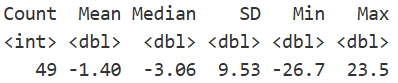 Count Mean Median SD Min Max
<int> <dbl> <dbl> <dbl> <dbl> <dbl>
49 -1.40 -3.06 9.53 -26.7 23.5